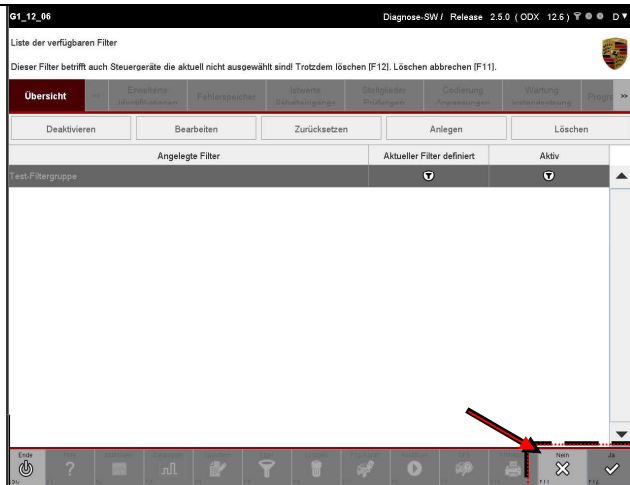 G1_12_06
Diagnose-SW / Release 2.5.0 ( ODX 12.6 ) D
Liste der verfügbaren Filter
Dieser Filter betrifft auch Steuergeräte die aktuell nicht ausgewählt sind! Trotzdem löschen [F12]. Löschen abbrechen [F11].
Übersicht
Erweiterte Identifikationen
Fehlerspeicher
Istwerte
Stellglieder Prüfungen
Codierung Anpassungen
Wartung
»
Deaktivieren Bearbeiten Zurücksetzen Anlegen Löschen
Angelegte Filter Aktueller Filter definiert Aktiv
Test-Filtergruppe
Ende
Nein
Ja
F11
F12